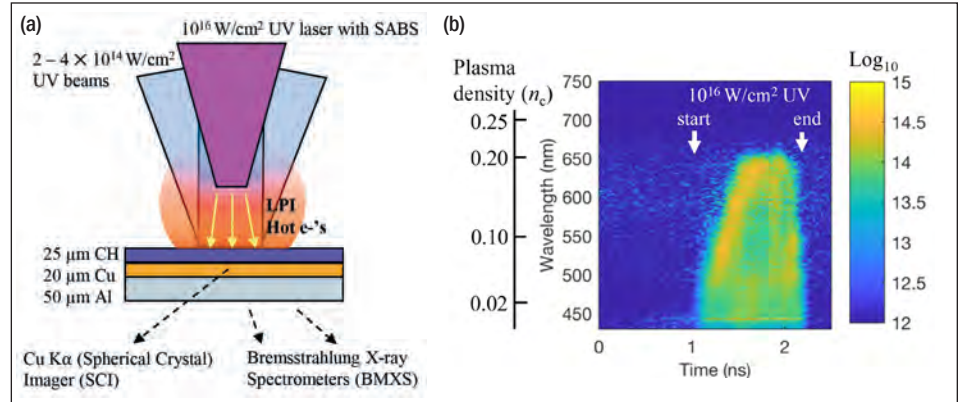 (a)
10¹⁶ W/cm² UV laser with SABS
2 – 4 × 10¹⁴ W/cm²
UV beams
LPI
Hot e-'s
25 µm CH
20 µm Cu
50 µm Al
Cu Kα (Spherical Crystal)
Imager (SCI)
Bremsstrahlung X-ray
Spectrometers (BMXS)
(b)
Plasma
density (n_c)
0.25
0.20
0.10
0.02
Wavelength (nm)
750
700
650
600
550
500
450
10¹⁶ W/cm² UV
start
end
0
1
2
Time (ns)
Log₁₀
15
14.5
14
13.5
13
12.5
12